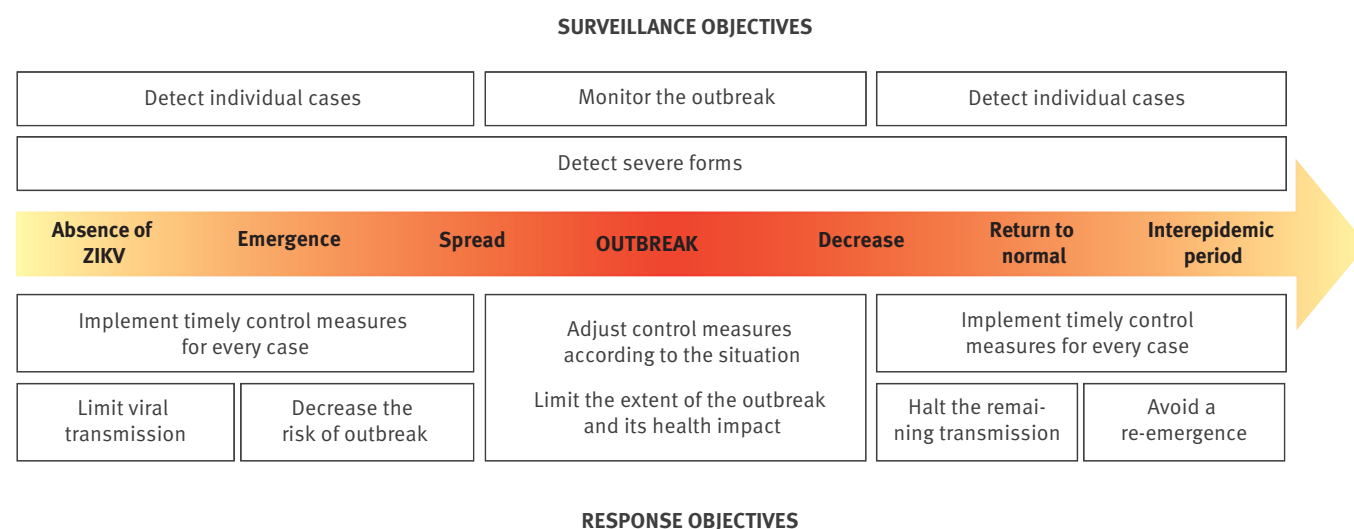 SURVEILLANCE OBJECTIVES
Detect individual cases
Monitor the outbreak
Detect individual cases
Detect severe forms
Absence of
ZIKV
Emergence
Spread
OUTBREAK
Decrease
Return to
normal
Interepidemic
period
Implement timely control measures
for every case
Adjust control measures
according to the situation
Limit the extent of the outbreak
and its health impact
Implement timely control
measures for every case
Limit viral
transmission
Decrease the
risk of outbreak
Halt the remai-
ning transmission
Avoid a
re-emergence
RESPONSE OBJECTIVES